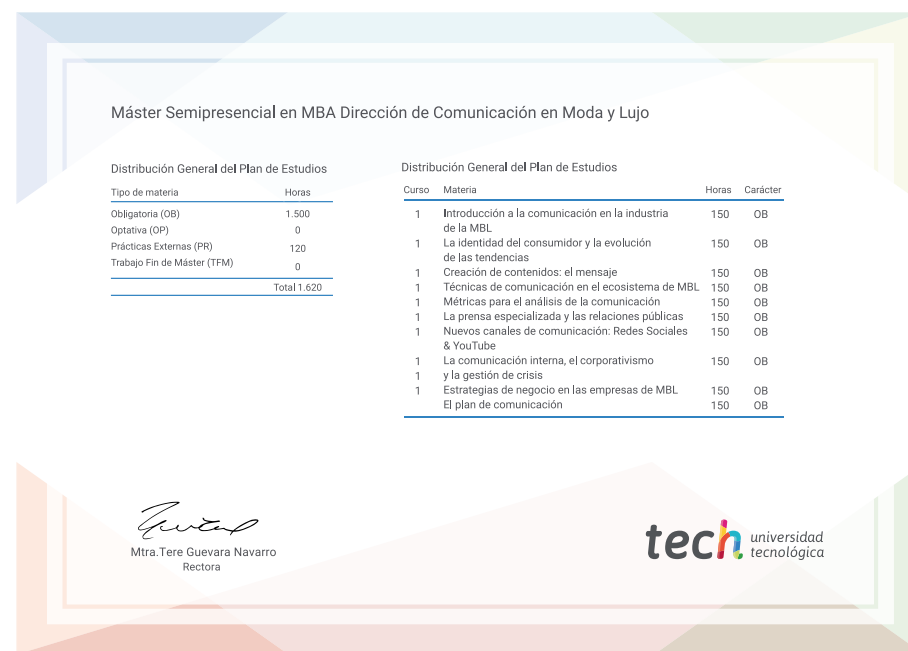 Máster Semipresencial en MBA Dirección de Comunicación en Moda y Lujo
Distribución General del Plan de Estudios
Tipo de materia Horas
Obligatoria (OB) 1.500
Optativa (OP) 0
Prácticas Externas (PR) 120
Trabajo Fin de Máster (TFM) 0
Total 1.620
Distribución General del Plan de Estudios
Curso Materia Horas Carácter
1 Introducción a la comunicación en la industria 150 OB
de la MBL
1 La identidad del consumidor y la evolución 150 OB
de las tendencias
1 Creación de contenidos: el mensaje 150 OB
1 Técnicas de comunicación en el ecosistema de MBL 150 OB
1 Métricas para el análisis de la comunicación 150 OB
1 La prensa especializada y las relaciones públicas 150 OB
1 Nuevos canales de comunicación: Redes Sociales 150 OB
& YouTube
1 La comunicación interna, el corporativismo 150 OB
1 y la gestión de crisis
1 Estrategias de negocio en las empresas de MBL 150 OB
El plan de comunicación 150 OB
Mtra.Tere Guevara Navarro
Rectora
tech universidad
tecnológica